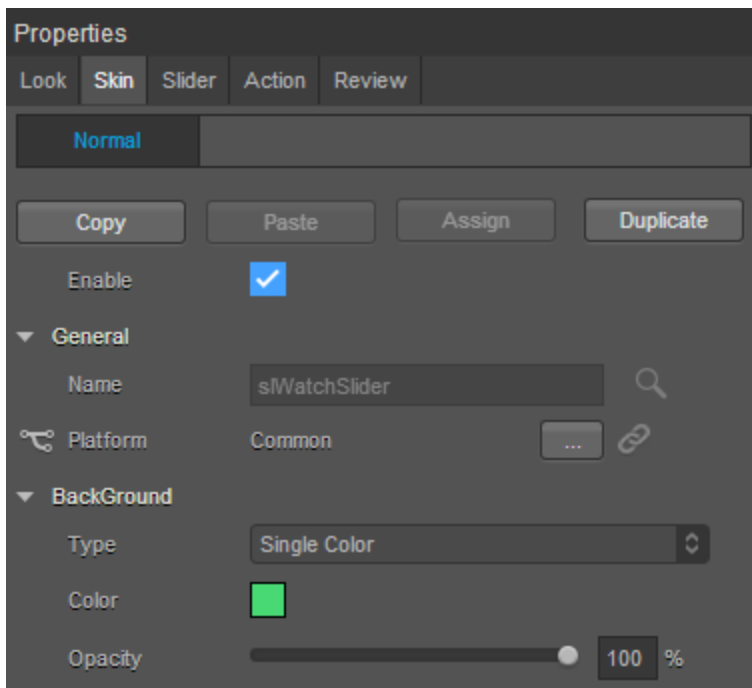 Properties
Look Skin Slider Action Review
Normal
Copy Paste Assign Duplicate
Enable
General
Name slWatchSlider
Platform Common ...
BackGround
Type Single Color
Color
Opacity 100 %